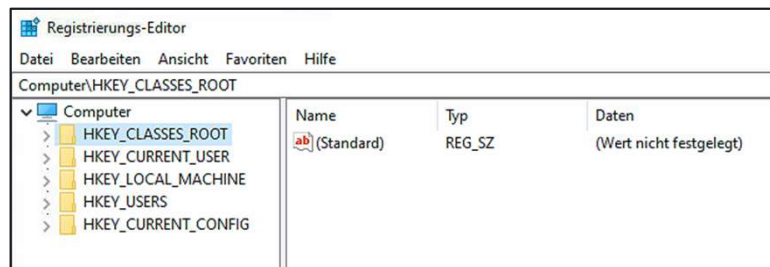 Registrierungs-Editor
Datei Bearbeiten Ansicht Favoriten Hilfe
Computer\HKEY_CLASSES_ROOT
Computer
HKEY_CLASSES_ROOT
HKEY_CURRENT_USER
HKEY_LOCAL_MACHINE
HKEY_USERS
HKEY_CURRENT_CONFIG
Name Typ Daten
ab (Standard) REG_SZ (Wert nicht festgelegt)